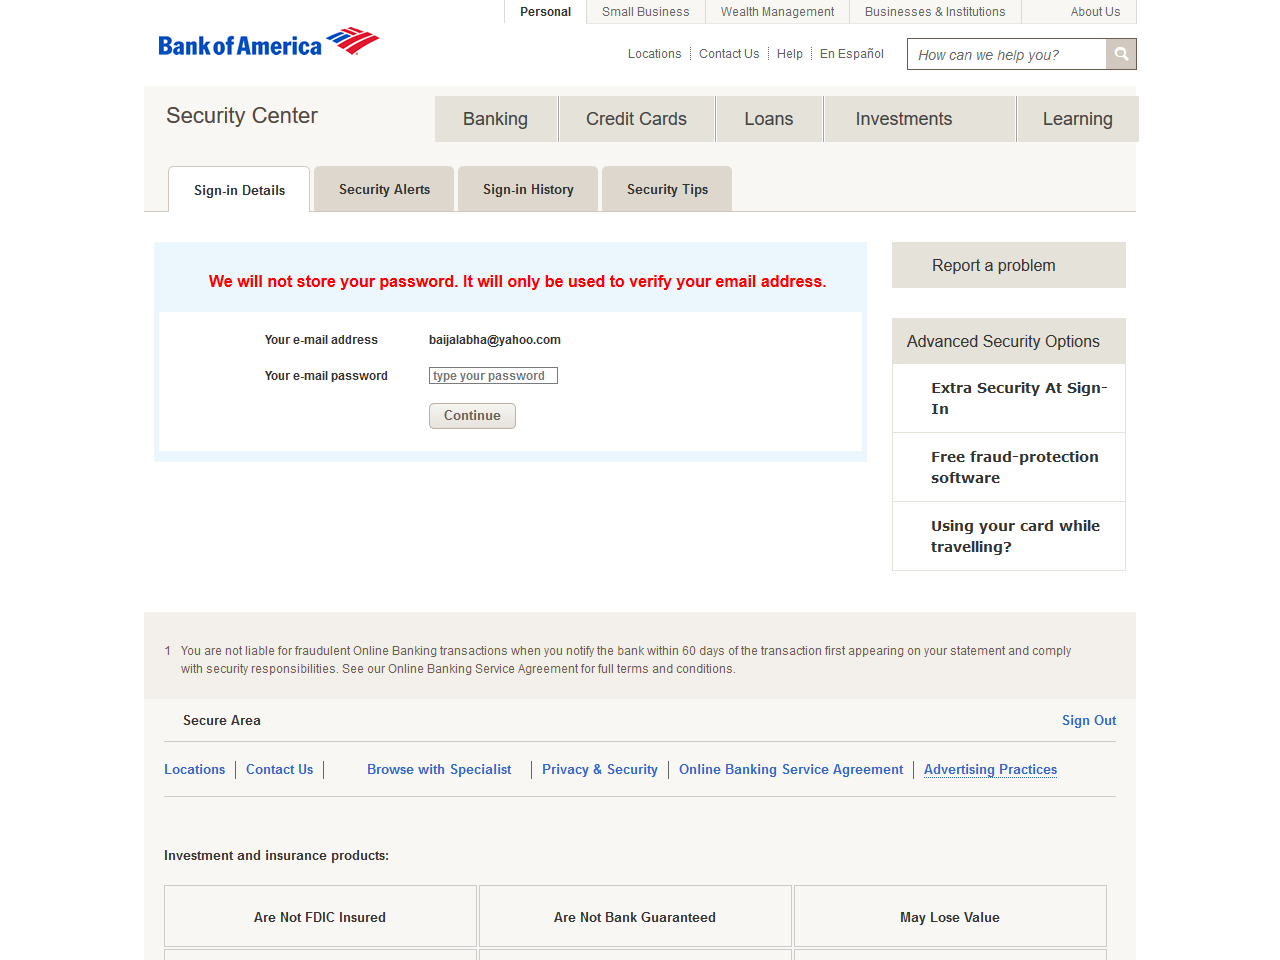 Personal
Small Business
Wealth Management
Businesses & Institutions
About Us
Bank of America
Locations
Contact Us
Help
En Español
How can we help you?
Security Center
Banking
Credit Cards
Loans
Investments
Learning
Sign-in Details
Security Alerts
Sign-in History
Security Tips
We will not store your password. It will only be used to verify your email address.
Your e-mail address
baijalabha@yahoo.com
Your e-mail password
type your password
Continue
Report a problem
Advanced Security Options
Extra Security At Sign-
In
Free fraud-protection
software
Using your card while
travelling?
1 You are not liable for fraudulent Online Banking transactions when you notify the bank within 60 days of the transaction first appearing on your statement and comply
with security responsibilities. See our Online Banking Service Agreement for full terms and conditions.
Secure Area
Sign Out
Locations
Contact Us
Browse with Specialist
Privacy & Security
Online Banking Service Agreement
Advertising Practices
Investment and insurance products:
Are Not FDIC Insured
Are Not Bank Guaranteed
May Lose Value